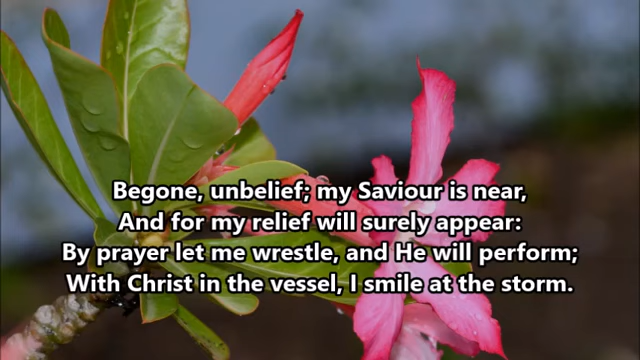 Begone, unbelief; my Saviour is near,
And for my relief will surely appear:
By prayer let me wrestle, and He will perform;
With Christ in the vessel, I smile at the storm.